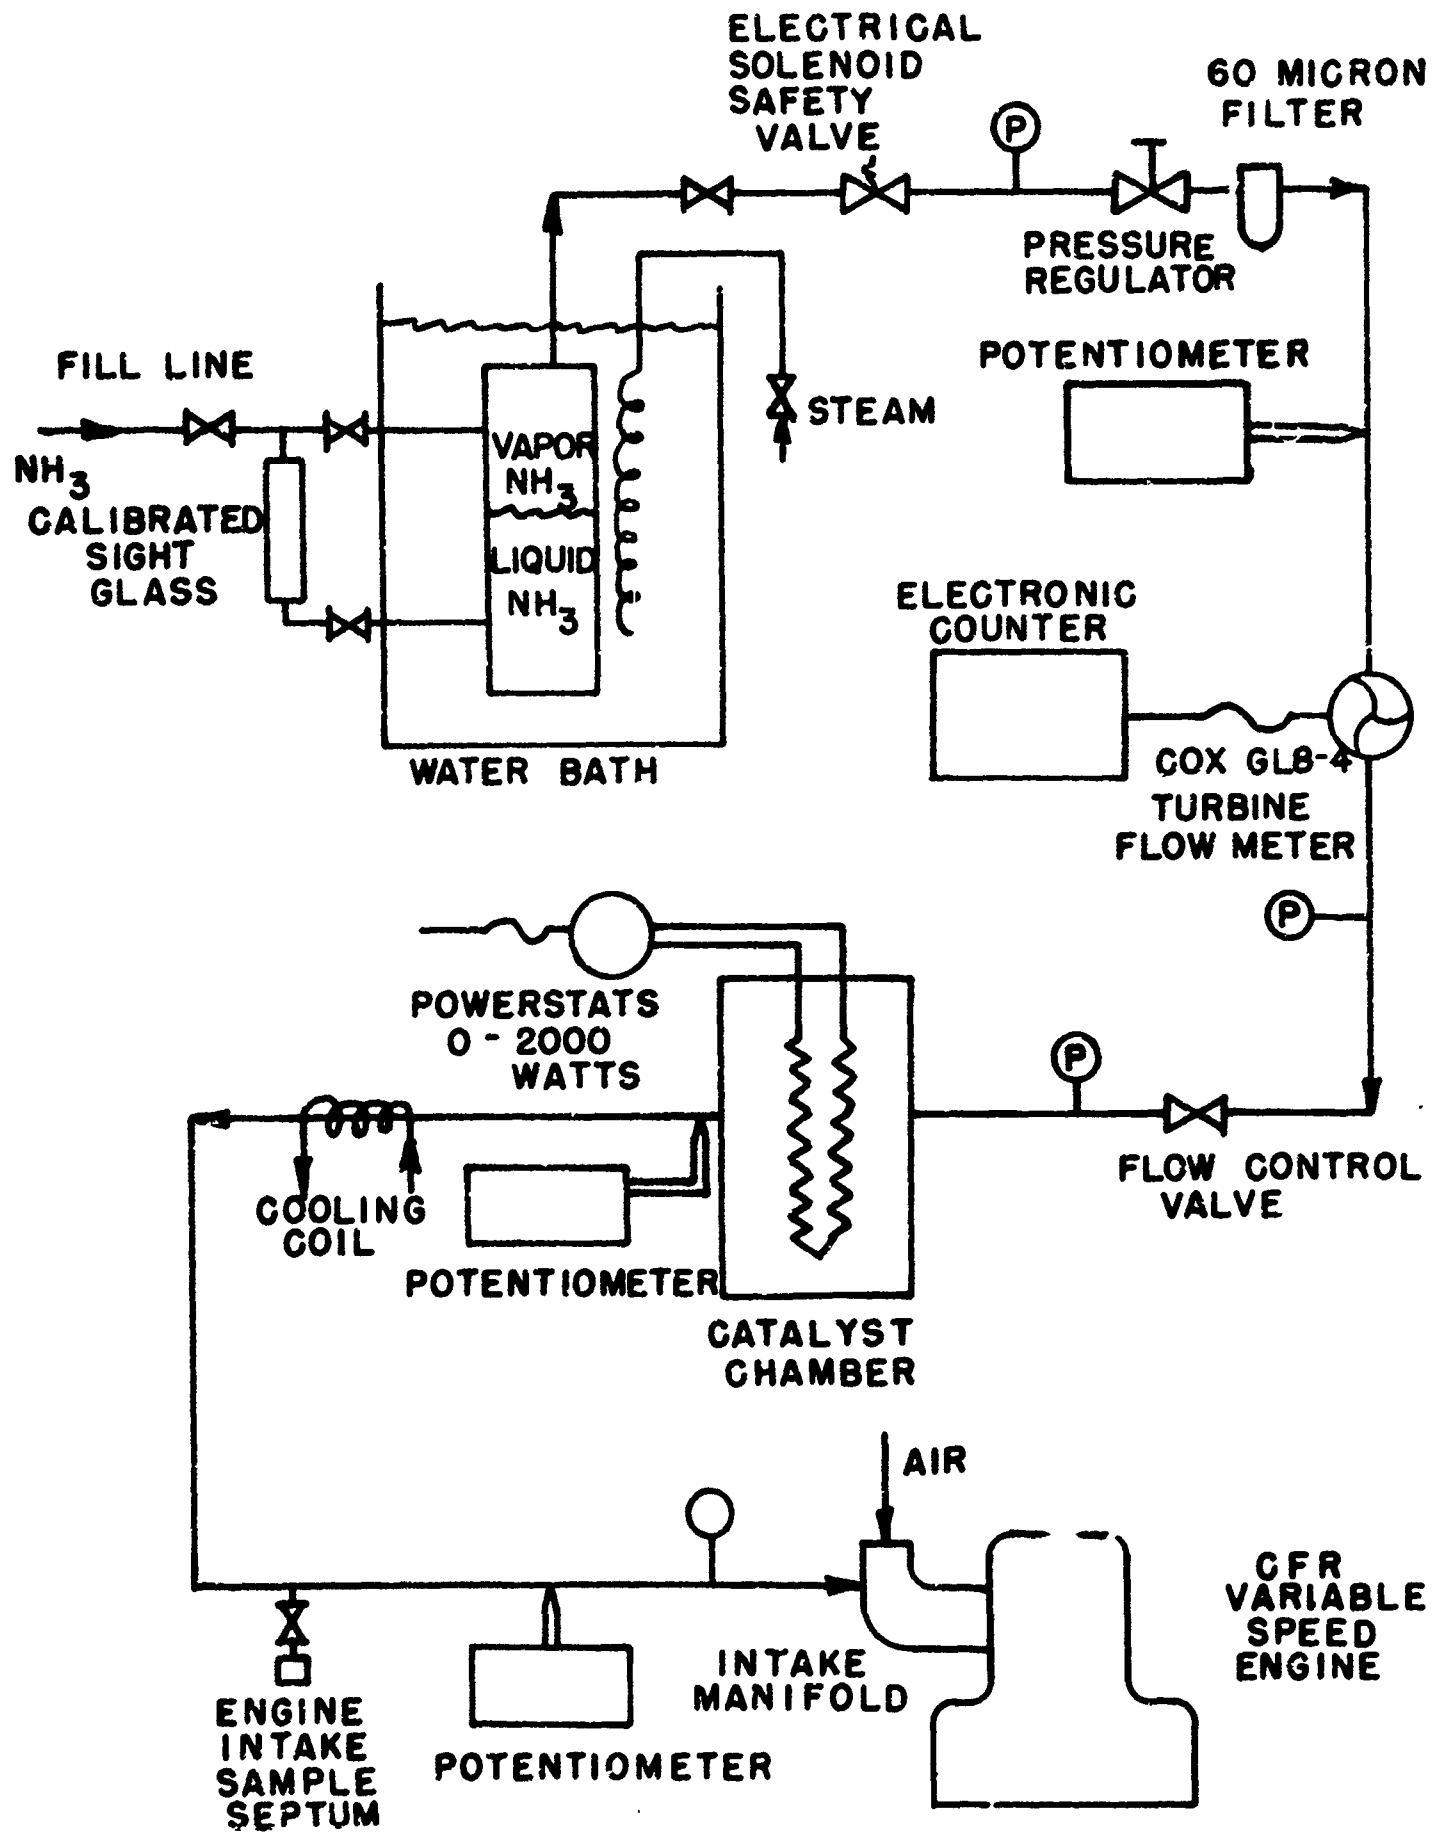 ELECTRICAL
SOLENOID
SAFETY
VALVE
60 MICRON
FILTER
P
PRESSURE
REGULATOR
FILL LINE
NH3
CALIBRATED
SIGHT
GLASS
VAPOR
NH3
LIQUID
NH3
STEAM
WATER BATH
POTENTIOMETER
ELECTRONIC
COUNTER
COX GL8-4
TURBINE
FLOW METER
P
POWERSTATS
0 - 2000
WATTS
P
FLOW CONTROL
VALVE
COOLING
COIL
POTENTIOMETER
CATALYST
CHAMBER
AIR
CFR
VARIABLE
SPEED
ENGINE
INTAKE
MANIFOLD
ENGINE
INTAKE
SAMPLE
SEPTUM
POTENTIOMETER